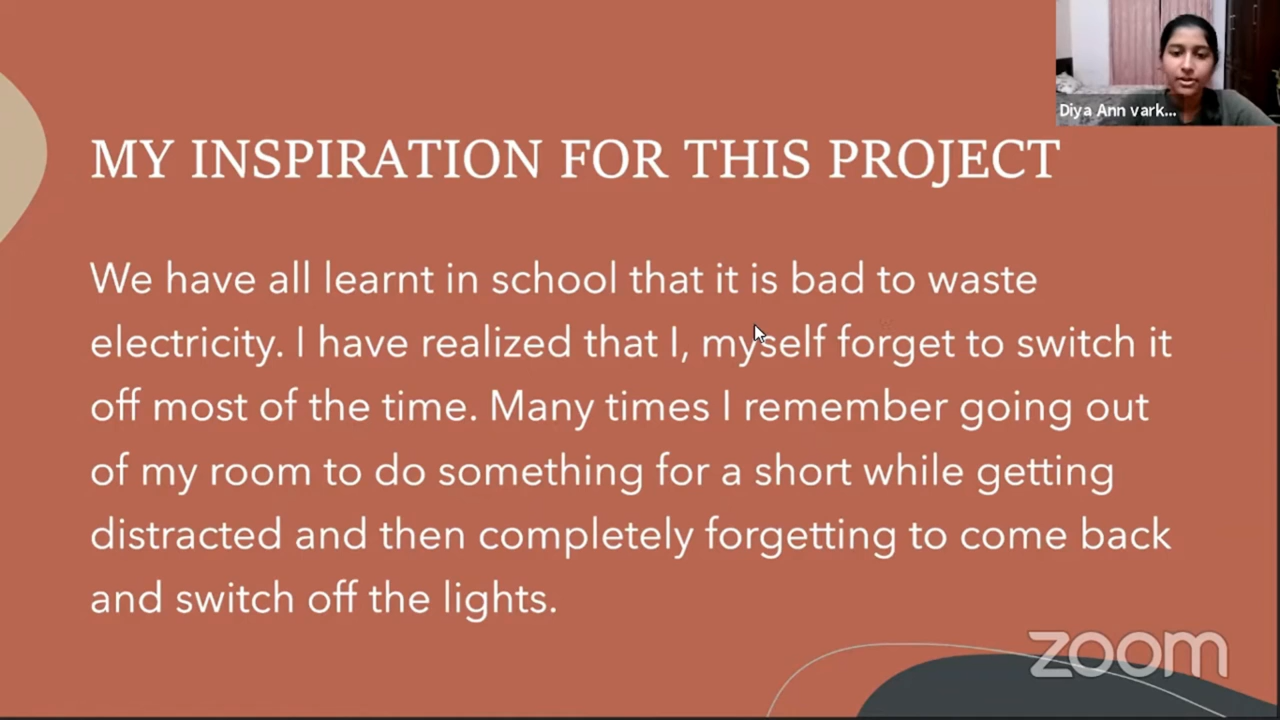 Diya Ann vark...
MY INSPIRATION FOR THIS PROJECT
We have all learnt in school that it is bad to waste
electricity. I have realized that I, myself forget to switch it
off most of the time. Many times I remember going out
of my room to do something for a short while getting
distracted and then completely forgetting to come back
and switch off the lights.
zoom